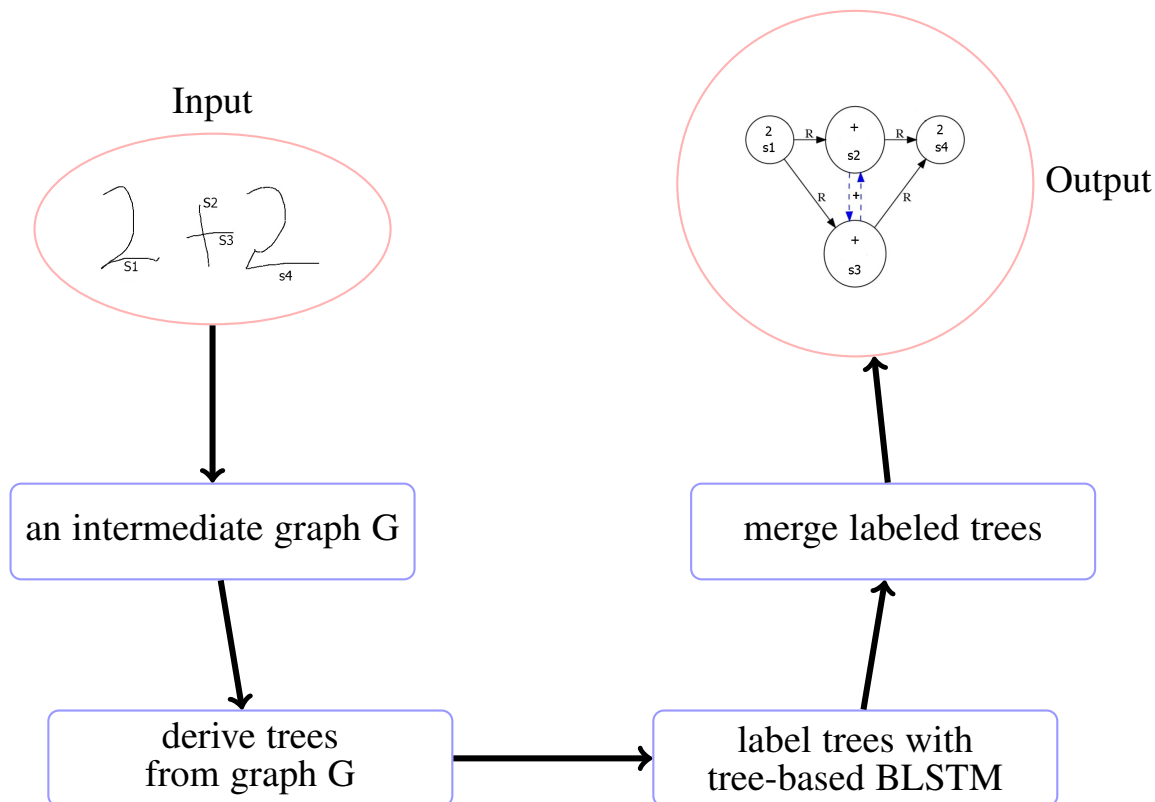 Input
2 + 2
S1
S2
S3
s4
an intermediate graph G
derive trees
from graph G
label trees with
tree-based BLSTM
merge labeled trees
Output
2
s1
R
+
s2
R
2
s4
R
+
R
+
s3